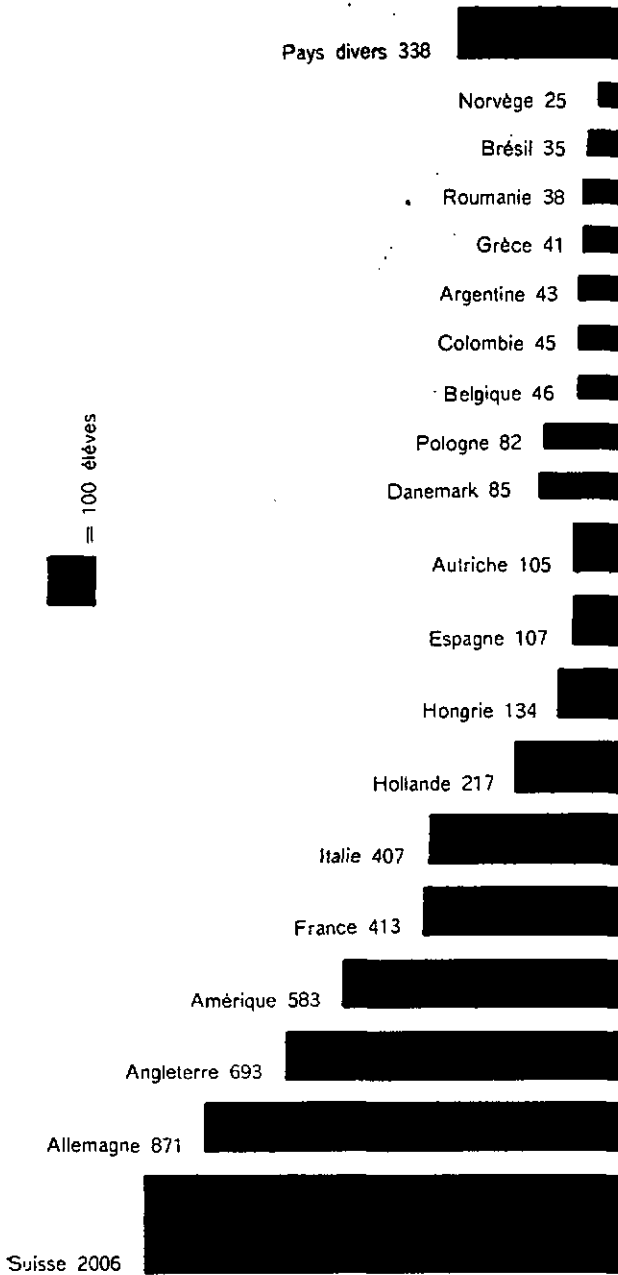 Pays divers 338
Norvège 25
Brésil 35
Roumanie 38
Grèce 41
Argentine 43
Colombie 45
Belgique 46
Pologne 82
Danemark 85
= 100 élèves
Autriche 105
Espagne 107
Hongrie 134
Hollande 217
Italie 407
France 413
Amérique 583
Angleterre 693
Allemagne 871
Suisse 2006